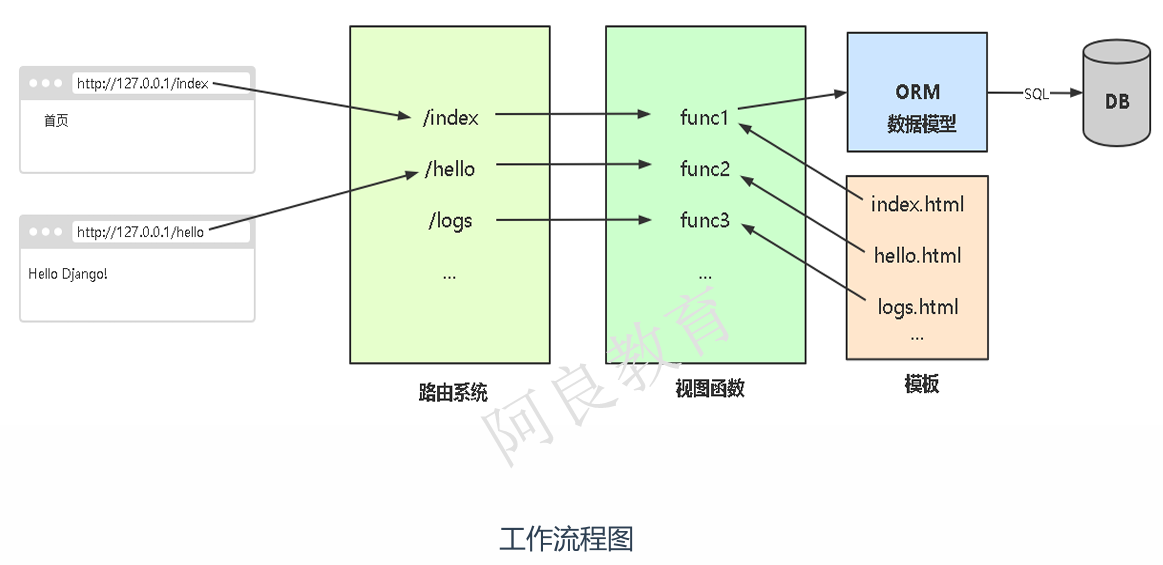 http://127.0.0.1/index
首页
http://127.0.0.1/hello
Hello Django!
/index
/hello
/logs
...
路由系统
func1
func2
func3
...
视图函数
ORM
数据模型
SQL
DB
index.html
hello.html
logs.html
...
模板
阿良教育
工作流程图